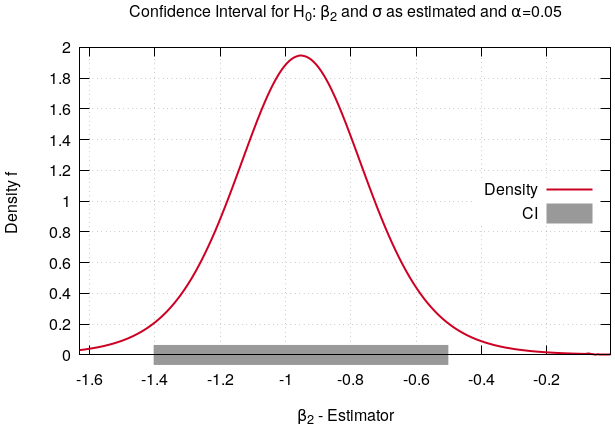 Confidence Interval for H₀: β₂ and σ as estimated and α=0.05
2
1.8
1.6
1.4
1.2
1
0.8
0.6
0.4
0.2
0
Density f
Density
CI
-1.6 -1.4 -1.2 -1 -0.8 -0.6 -0.4 -0.2
β₂ - Estimator